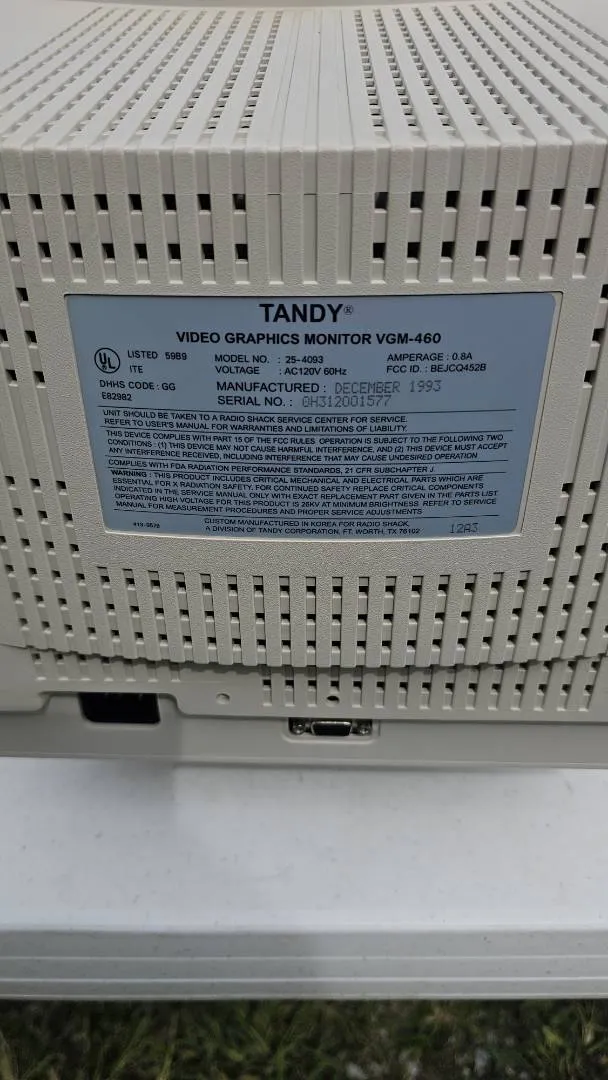 TANDY®
VIDEO GRAPHICS MONITOR VGM-460
UL LISTED 59B9
ITE
DHHS CODE : GG
E82982
MODEL NO. : 25-4093
VOLTAGE : AC120V 60Hz
AMPERAGE : 0.8A
FCC ID. : BEJCQ452B
MANUFACTURED : DECEMBER 1993
SERIAL NO. : 0H312001577
UNIT SHOULD BE TAKEN TO A RADIO SHACK SERVICE CENTER FOR SERVICE.
REFER TO USER'S MANUAL FOR WARRANTIES AND LIMITATIONS OF LIABILITY.
THIS DEVICE COMPLIES WITH PART 15 OF THE FCC RULES. OPERATION IS SUBJECT TO THE FOLLOWING TWO
CONDITIONS : (1) THIS DEVICE MAY NOT CAUSE HARMFUL INTERFERENCE, AND (2) THIS DEVICE MUST ACCEPT
ANY INTERFERENCE RECEIVED, INCLUDING INTERFERENCE THAT MAY CAUSE UNDESIRED OPERATION
COMPLIES WITH FDA RADIATION PERFORMANCE STANDARDS, 21 CFR SUBCHAPTER J.
WARNING : THIS PRODUCT INCLUDES CRITICAL MECHANICAL AND ELECTRICAL PARTS WHICH ARE
ESSENTIAL FOR X RADIATION SAFETY. FOR CONTINUED SAFETY REPLACE CRITICAL COMPONENTS
INDICATED IN THE SERVICE MANUAL ONLY WITH EXACT REPLACEMENT PART GIVEN IN THE PARTS LIST
OPERATING HIGH VOLTAGE FOR THIS PRODUCT IS 26KV AT MINIMUM BRIGHTNESS. REFER TO SERVICE
MANUAL FOR MEASUREMENT PROCEDURES AND PROPER SERVICE ADJUSTMENTS
CUSTOM MANUFACTURED IN KOREA FOR RADIO SHACK,
A DIVISION OF TANDY CORPORATION, FT. WORTH, TX 76102
12A3